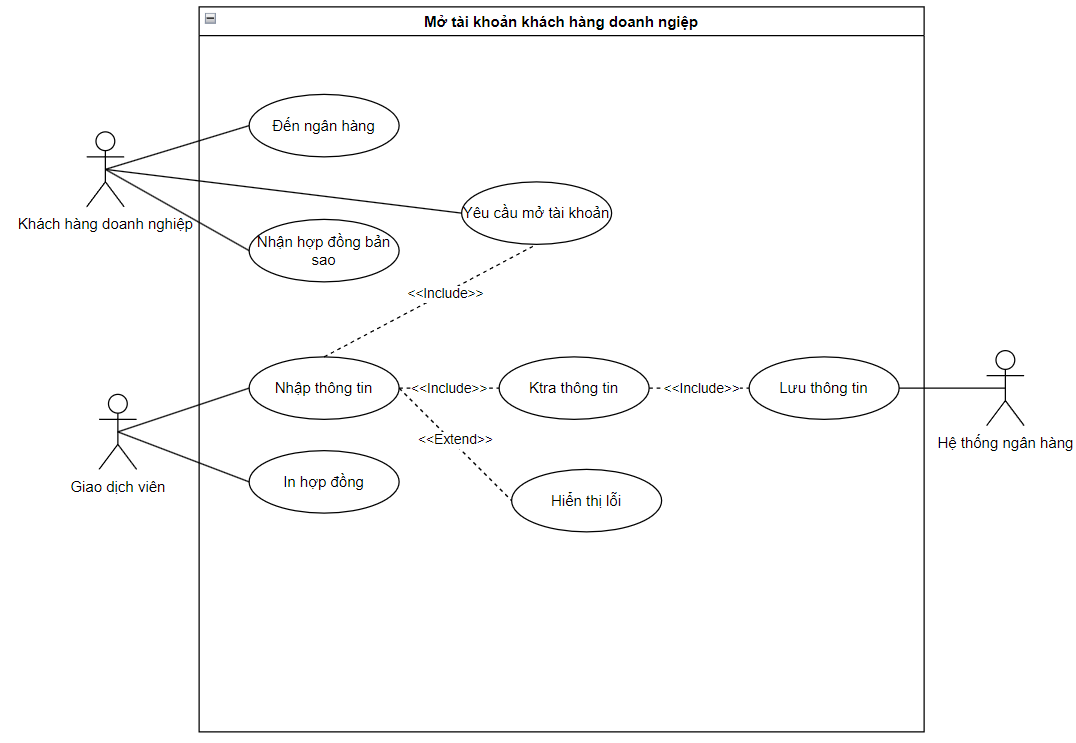 Mở tài khoản khách hàng doanh ngiệp
Đến ngân hàng
Yêu cầu mở tài khoản
Khách hàng doanh nghiệp
Nhận hợp đồng bản
sao
<<Include>>
Nhập thông tin
<<Include>>
Ktra thông tin
<<Include>>
Lưu thông tin
<<Extend>>
Hệ thống ngân hàng
Giao dịch viên
In hợp đồng
Hiển thị lỗi